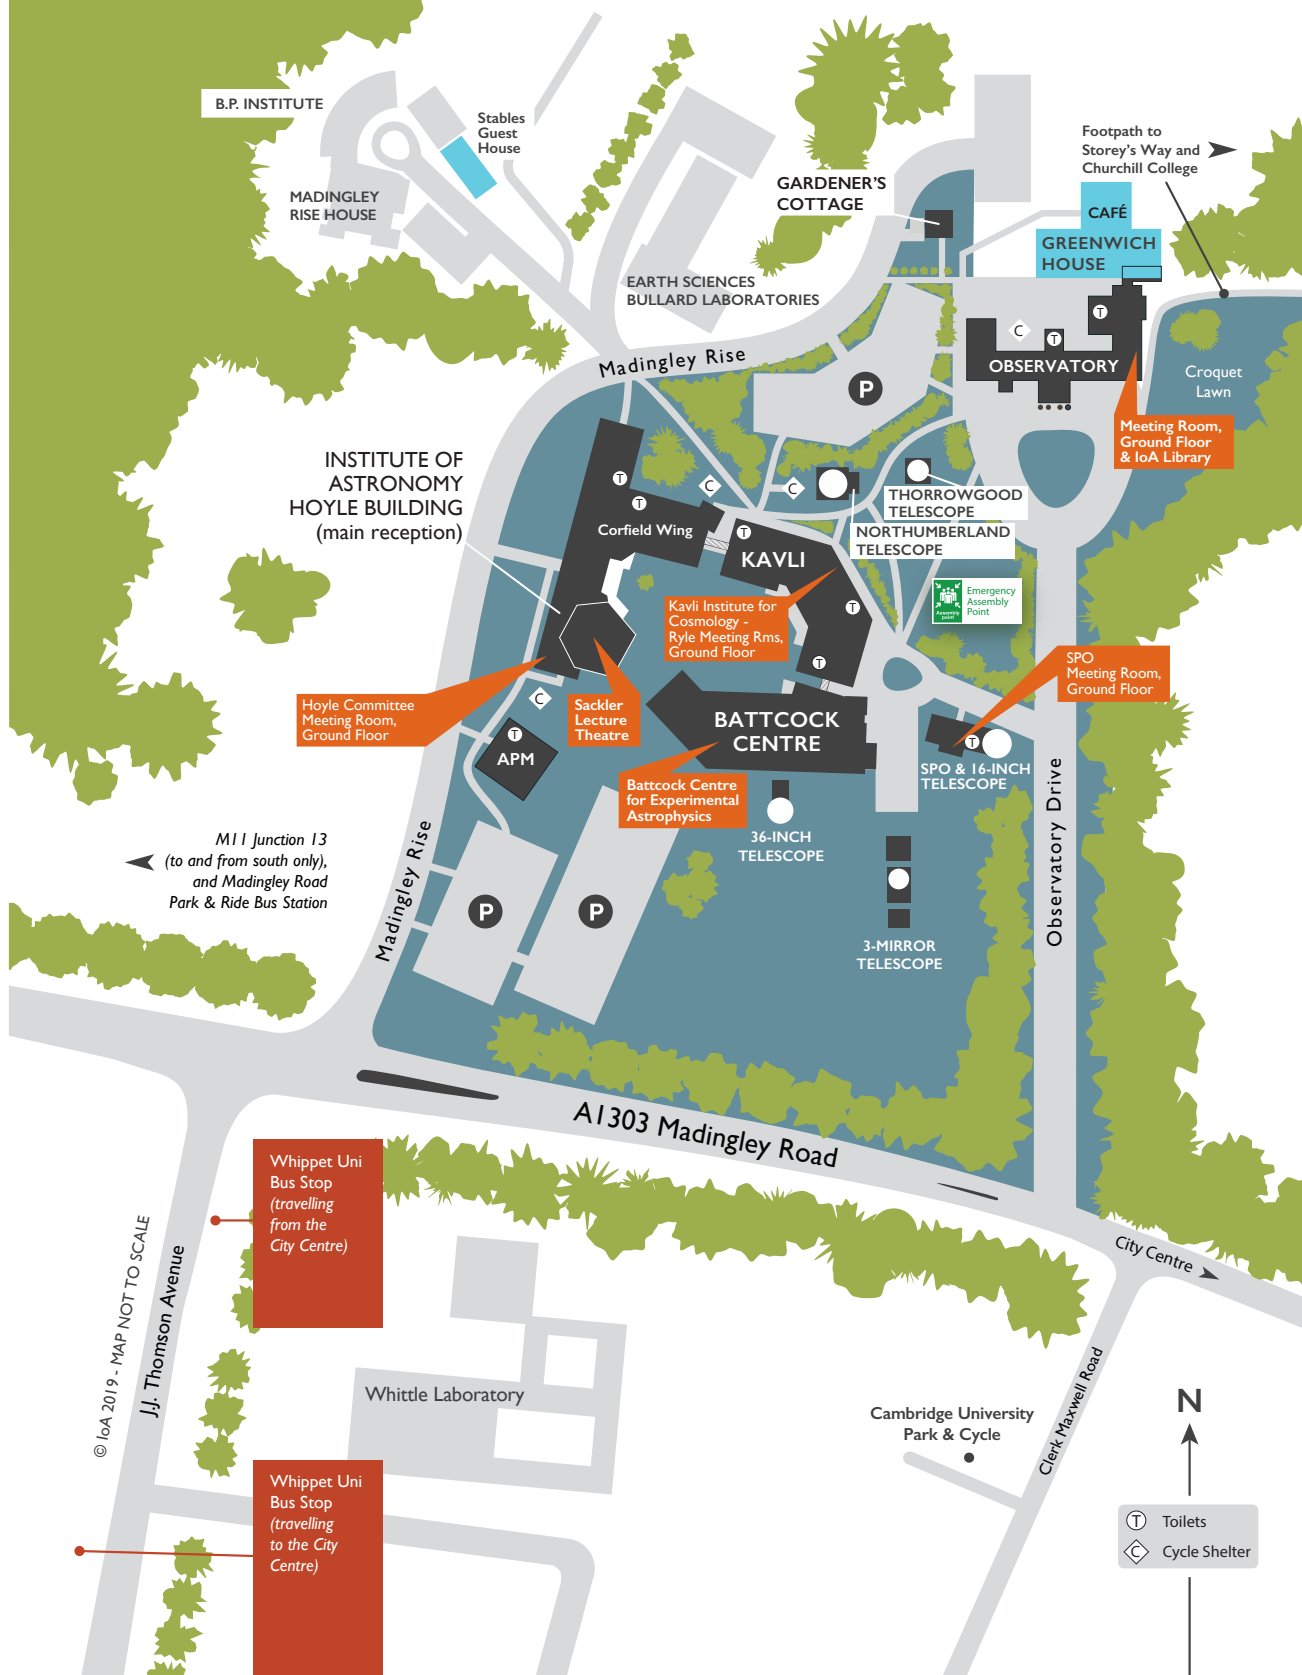 B.P. INSTITUTE
Stables
Guest
House
MADINGLEY
RISE HOUSE
EARTH SCIENCES
BULLARD LABORATORIES
GARDENER'S
COTTAGE
Footpath to
Storey's Way and
Churchill College
CAFÉ
GREENWICH
HOUSE
T
C
T
OBSERVATORY
Croquet
Lawn
Madingley Rise
P
Meeting Room,
Ground Floor
& IoA Library
INSTITUTE OF
ASTRONOMY
HOYLE BUILDING
(main reception)
T
T
C
C
Corfield Wing
THORROWGOOD
TELESCOPE
NORTHUMBERLAND
TELESCOPE
T
KAVLI
Assembly
point
Emergency
Assembly
Point
Kavli Institute for
Cosmology -
Ryle Meeting Rms,
Ground Floor
T
T
SPO
Meeting Room,
Ground Floor
Hoyle Committee
Meeting Room,
Ground Floor
C
Sackler
Lecture
Theatre
BATTCOCK
CENTRE
T
APM
T
SPO & 16-INCH
TELESCOPE
Battcock Centre
for Experimental
Astrophysics
36-INCH
TELESCOPE
Observatory Drive
M11 Junction 13
(to and from south only),
and Madingley Road
Park & Ride Bus Station
Madingley Rise
P
P
3-MIRROR
TELESCOPE
A1303 Madingley Road
Whippet Uni
Bus Stop
(travelling
from the
City Centre)
City Centre
© IoA 2019 - MAP NOT TO SCALE
J.J. Thomson Avenue
Whittle Laboratory
Cambridge University
Park & Cycle
Clerk Maxwell Road
N
Whippet Uni
Bus Stop
(travelling
to the City
Centre)
T Toilets
C Cycle Shelter